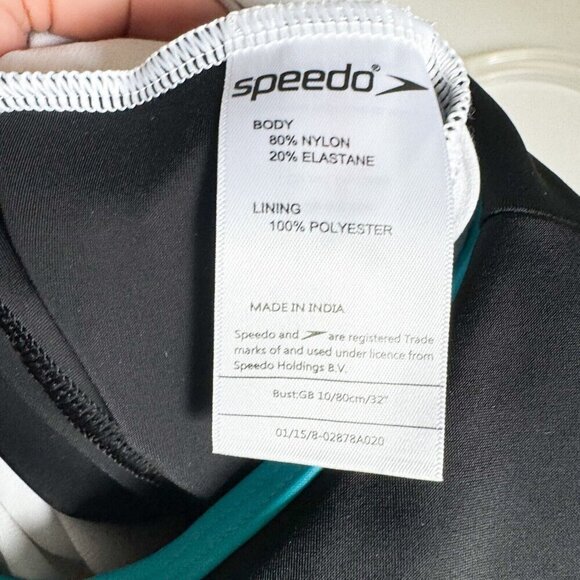 speedo®
BODY
80% NYLON
20% ELASTANE
LINING
100% POLYESTER
MADE IN INDIA
Speedo and are registered Trade
marks of and used under licence from
Speedo Holdings B.V.
Bust:GB 10/80cm/32"
01/15/8-02878A020